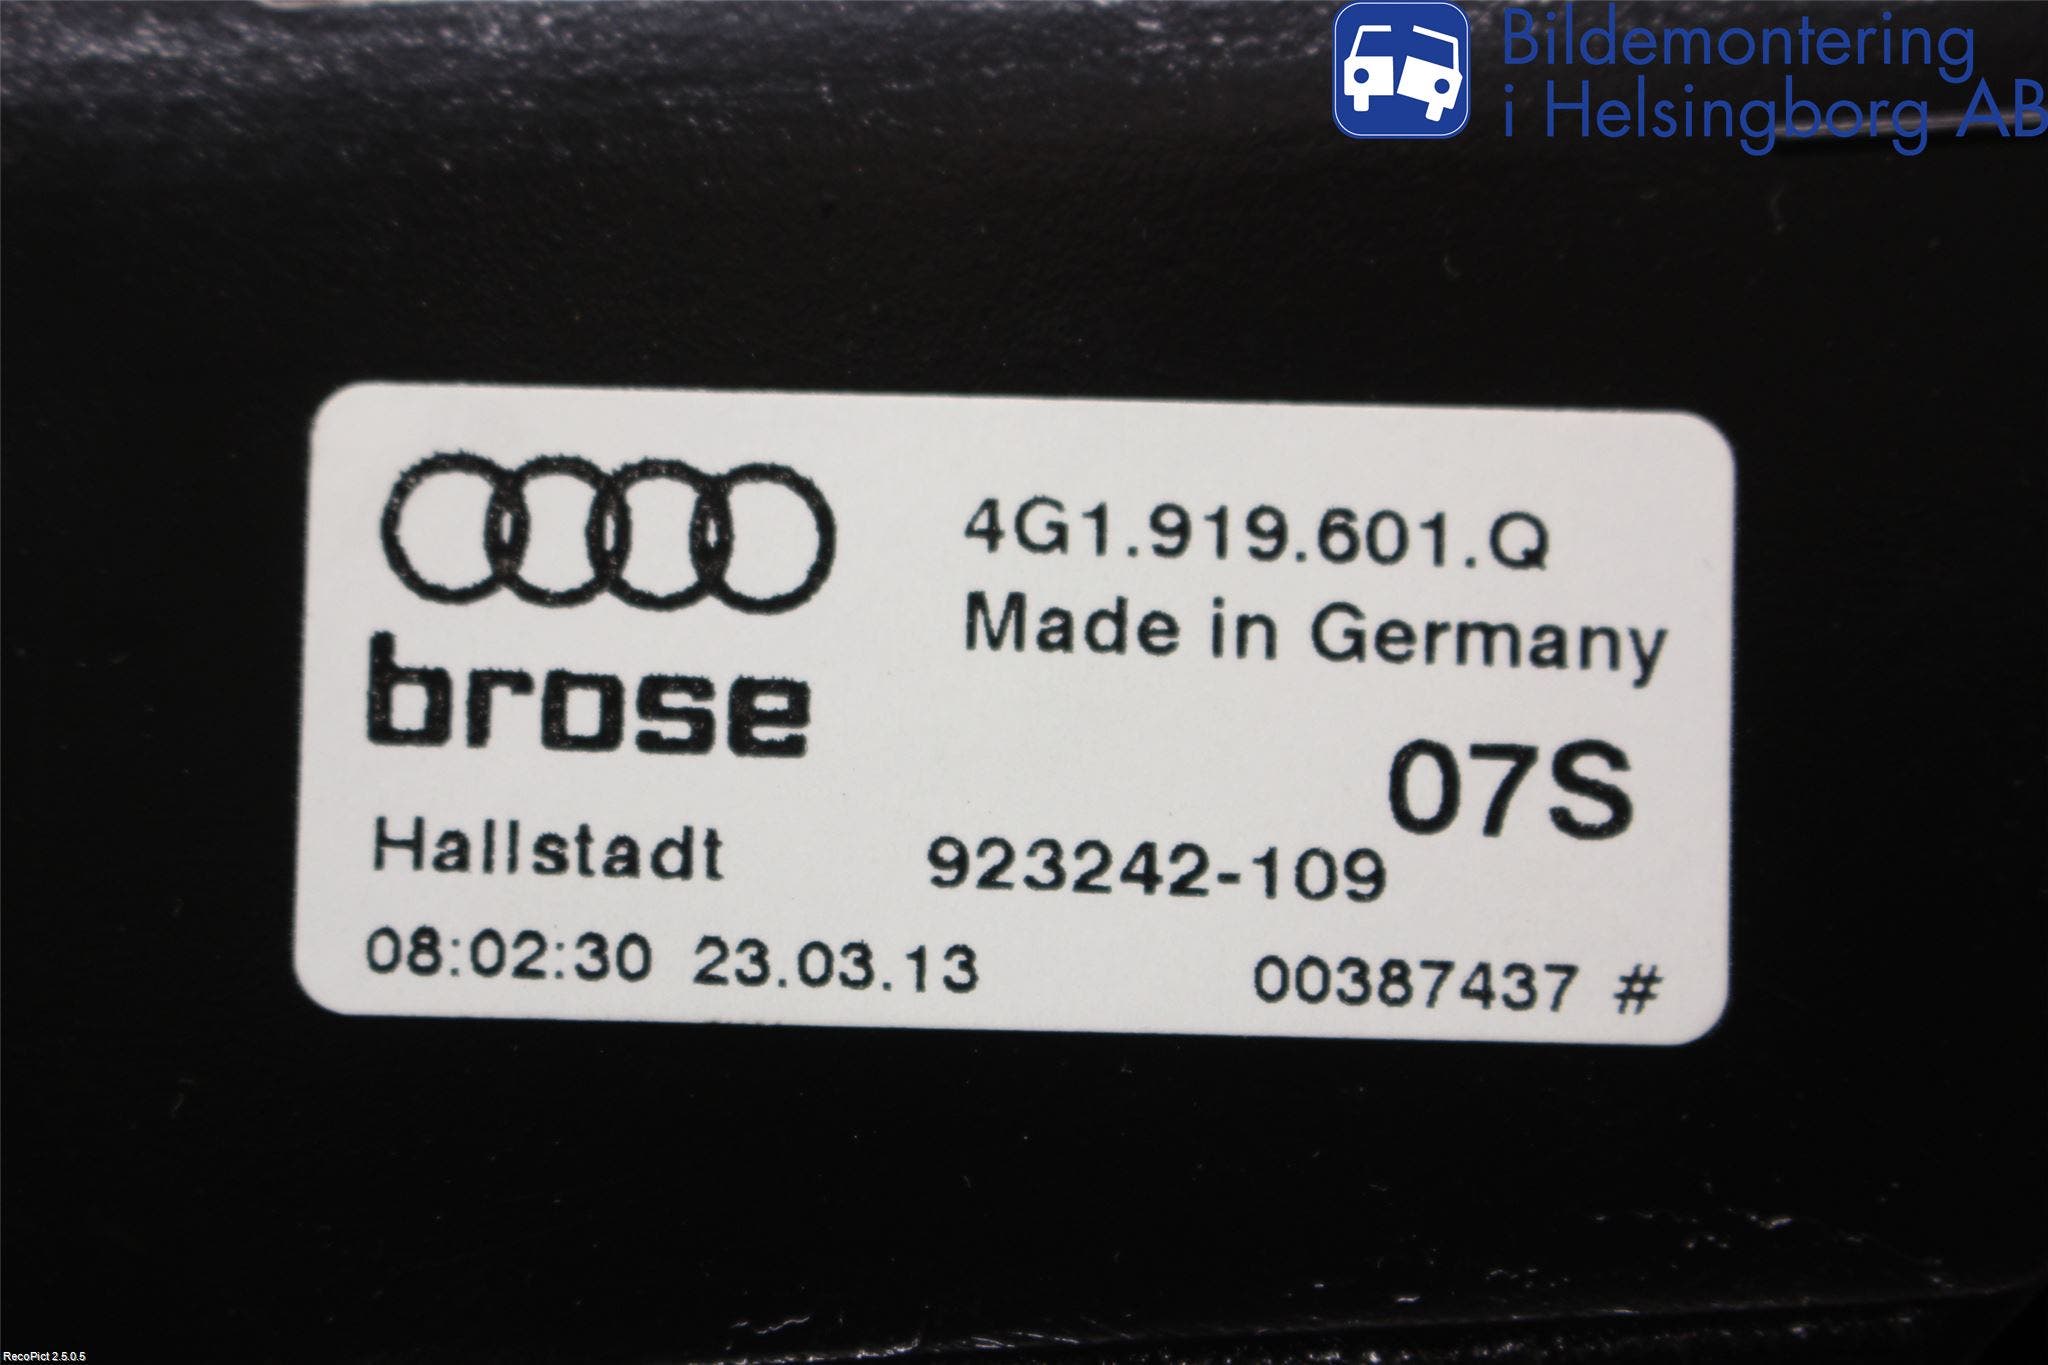 Bildemontering
i Helsingborg AB
4G1.919.601.Q
Made in Germany
brose
07S
Hallstadt 923242-109
08:02:30 23.03.13 00387437 #
RecoPict 2.5.0.5